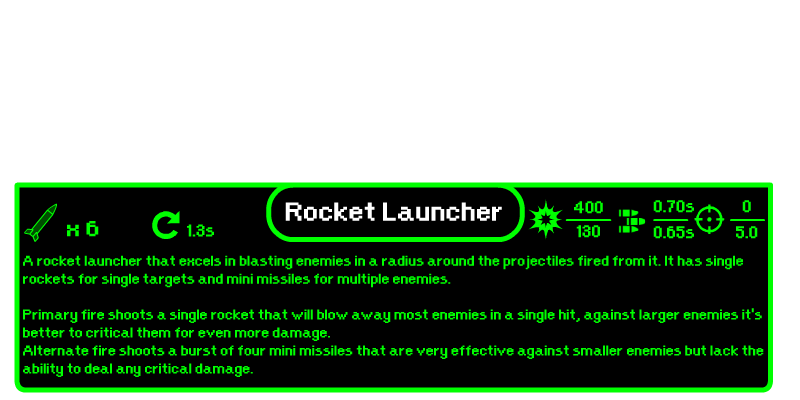 Rocket Launcher
x 6
1.3s
400
130
0.70s
0.65s
0
5.0
A rocket launcher that excels in blasting enemies in a radius around the projectiles fired from it. It has single
rockets for single targets and mini missiles for multiple enemies.
Primary fire shoots a single rocket that will blow away most enemies in a single hit, against larger enemies it's
better to critical them for even more damage.
Alternate fire shoots a burst of four mini missiles that are very effective against smaller enemies but lack the
ability to deal any critical damage.